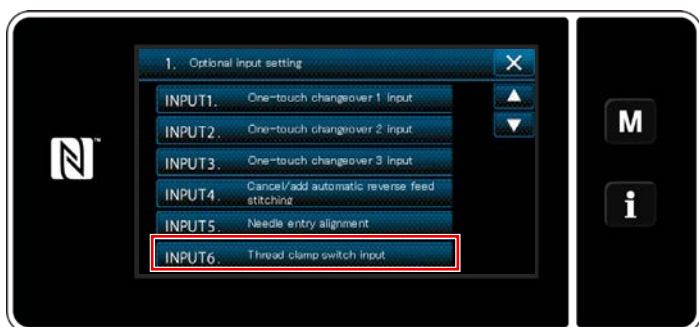 1. Optional input setting
INPUT1. One-touch changeover 1 input
INPUT2. One-touch changeover 2 input
INPUT3. One-touch changeover 3 input
INPUT4. Cancel/add automatic reverse feed
stitching
INPUT5. Needle entry alignment
INPUT6. Thread clamp switch input
N
M
i